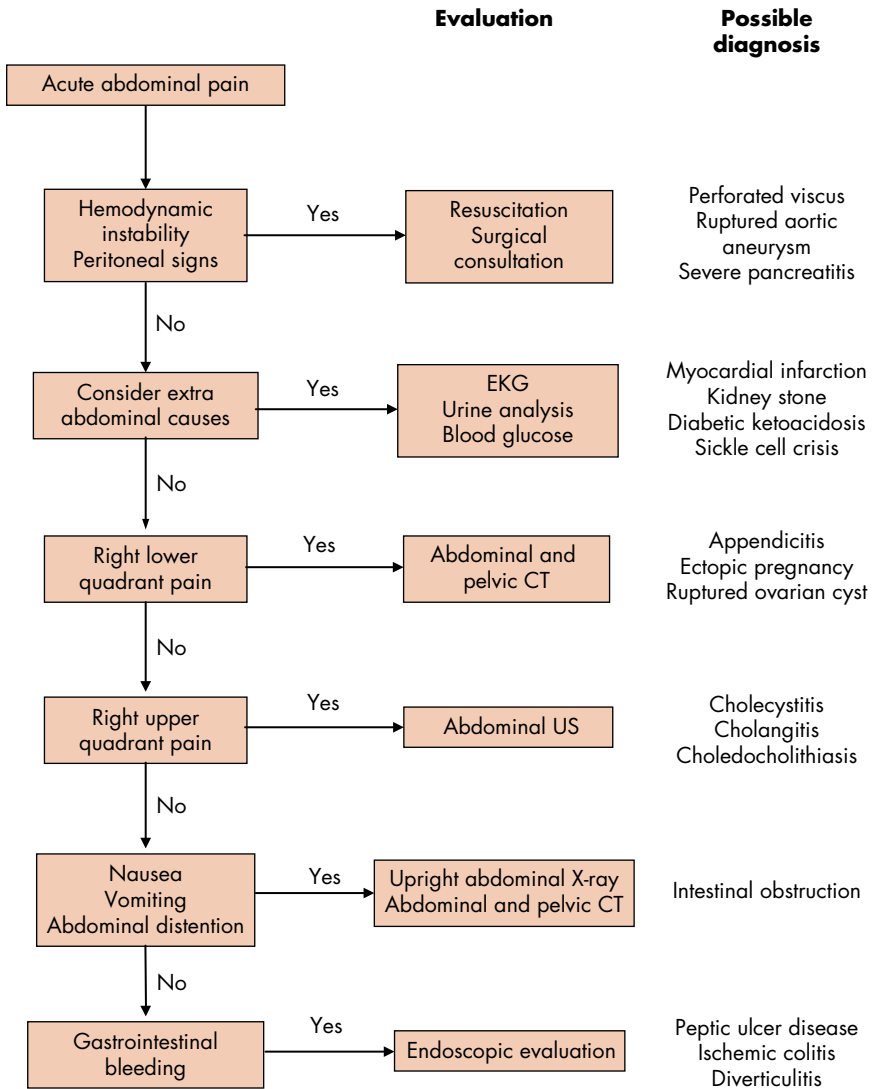 Evaluation
Possible
diagnosis
Acute abdominal pain
Hemodynamic
instability
Peritoneal signs
Yes
Resuscitation
Surgical
consultation
Perforated viscus
Ruptured aortic
aneurysm
Severe pancreatitis
No
Consider extra
abdominal causes
Yes
EKG
Urine analysis
Blood glucose
Myocardial infarction
Kidney stone
Diabetic ketoacidosis
Sickle cell crisis
No
Right lower
quadrant pain
Yes
Abdominal and
pelvic CT
Appendicitis
Ectopic pregnancy
Ruptured ovarian cyst
No
Right upper
quadrant pain
Yes
Abdominal US
Cholecystitis
Cholangitis
Choledocholithiasis
No
Nausea
Vomiting
Abdominal distention
Yes
Upright abdominal X-ray
Abdominal and pelvic CT
Intestinal obstruction
No
Gastrointestinal
bleeding
Yes
Endoscopic evaluation
Peptic ulcer disease
Ischemic colitis
Diverticulitis